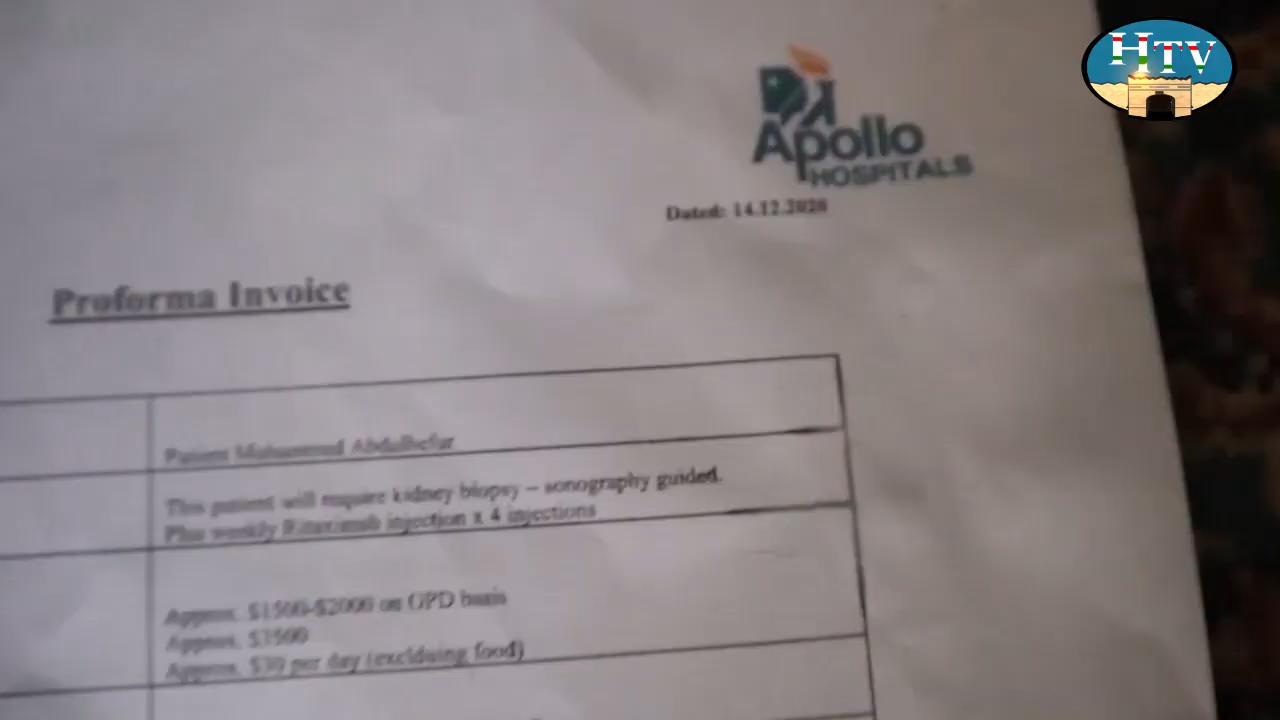 HTV
Apollo
HOSPITALS
Dated: 14.12.2020
Proforma Invoice
Patient Muhammad
This patient will require kidney biopsy – sonography guided.
Plus weekly Rituximab injection x 4 injections
Approx. $1500-$2000 on OPD basis
Approx. $3500
Approx. $30 per day (exclduing food)